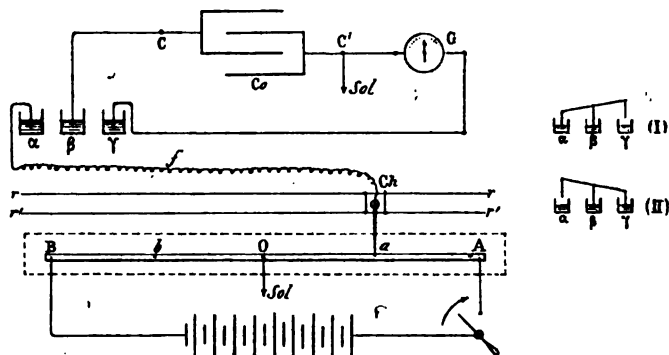 C
C'
G
Co
Sol
α β γ
f
α β γ (I)
Ch
r r
r' r'
α β γ (II)
B b O a A
Sol
F